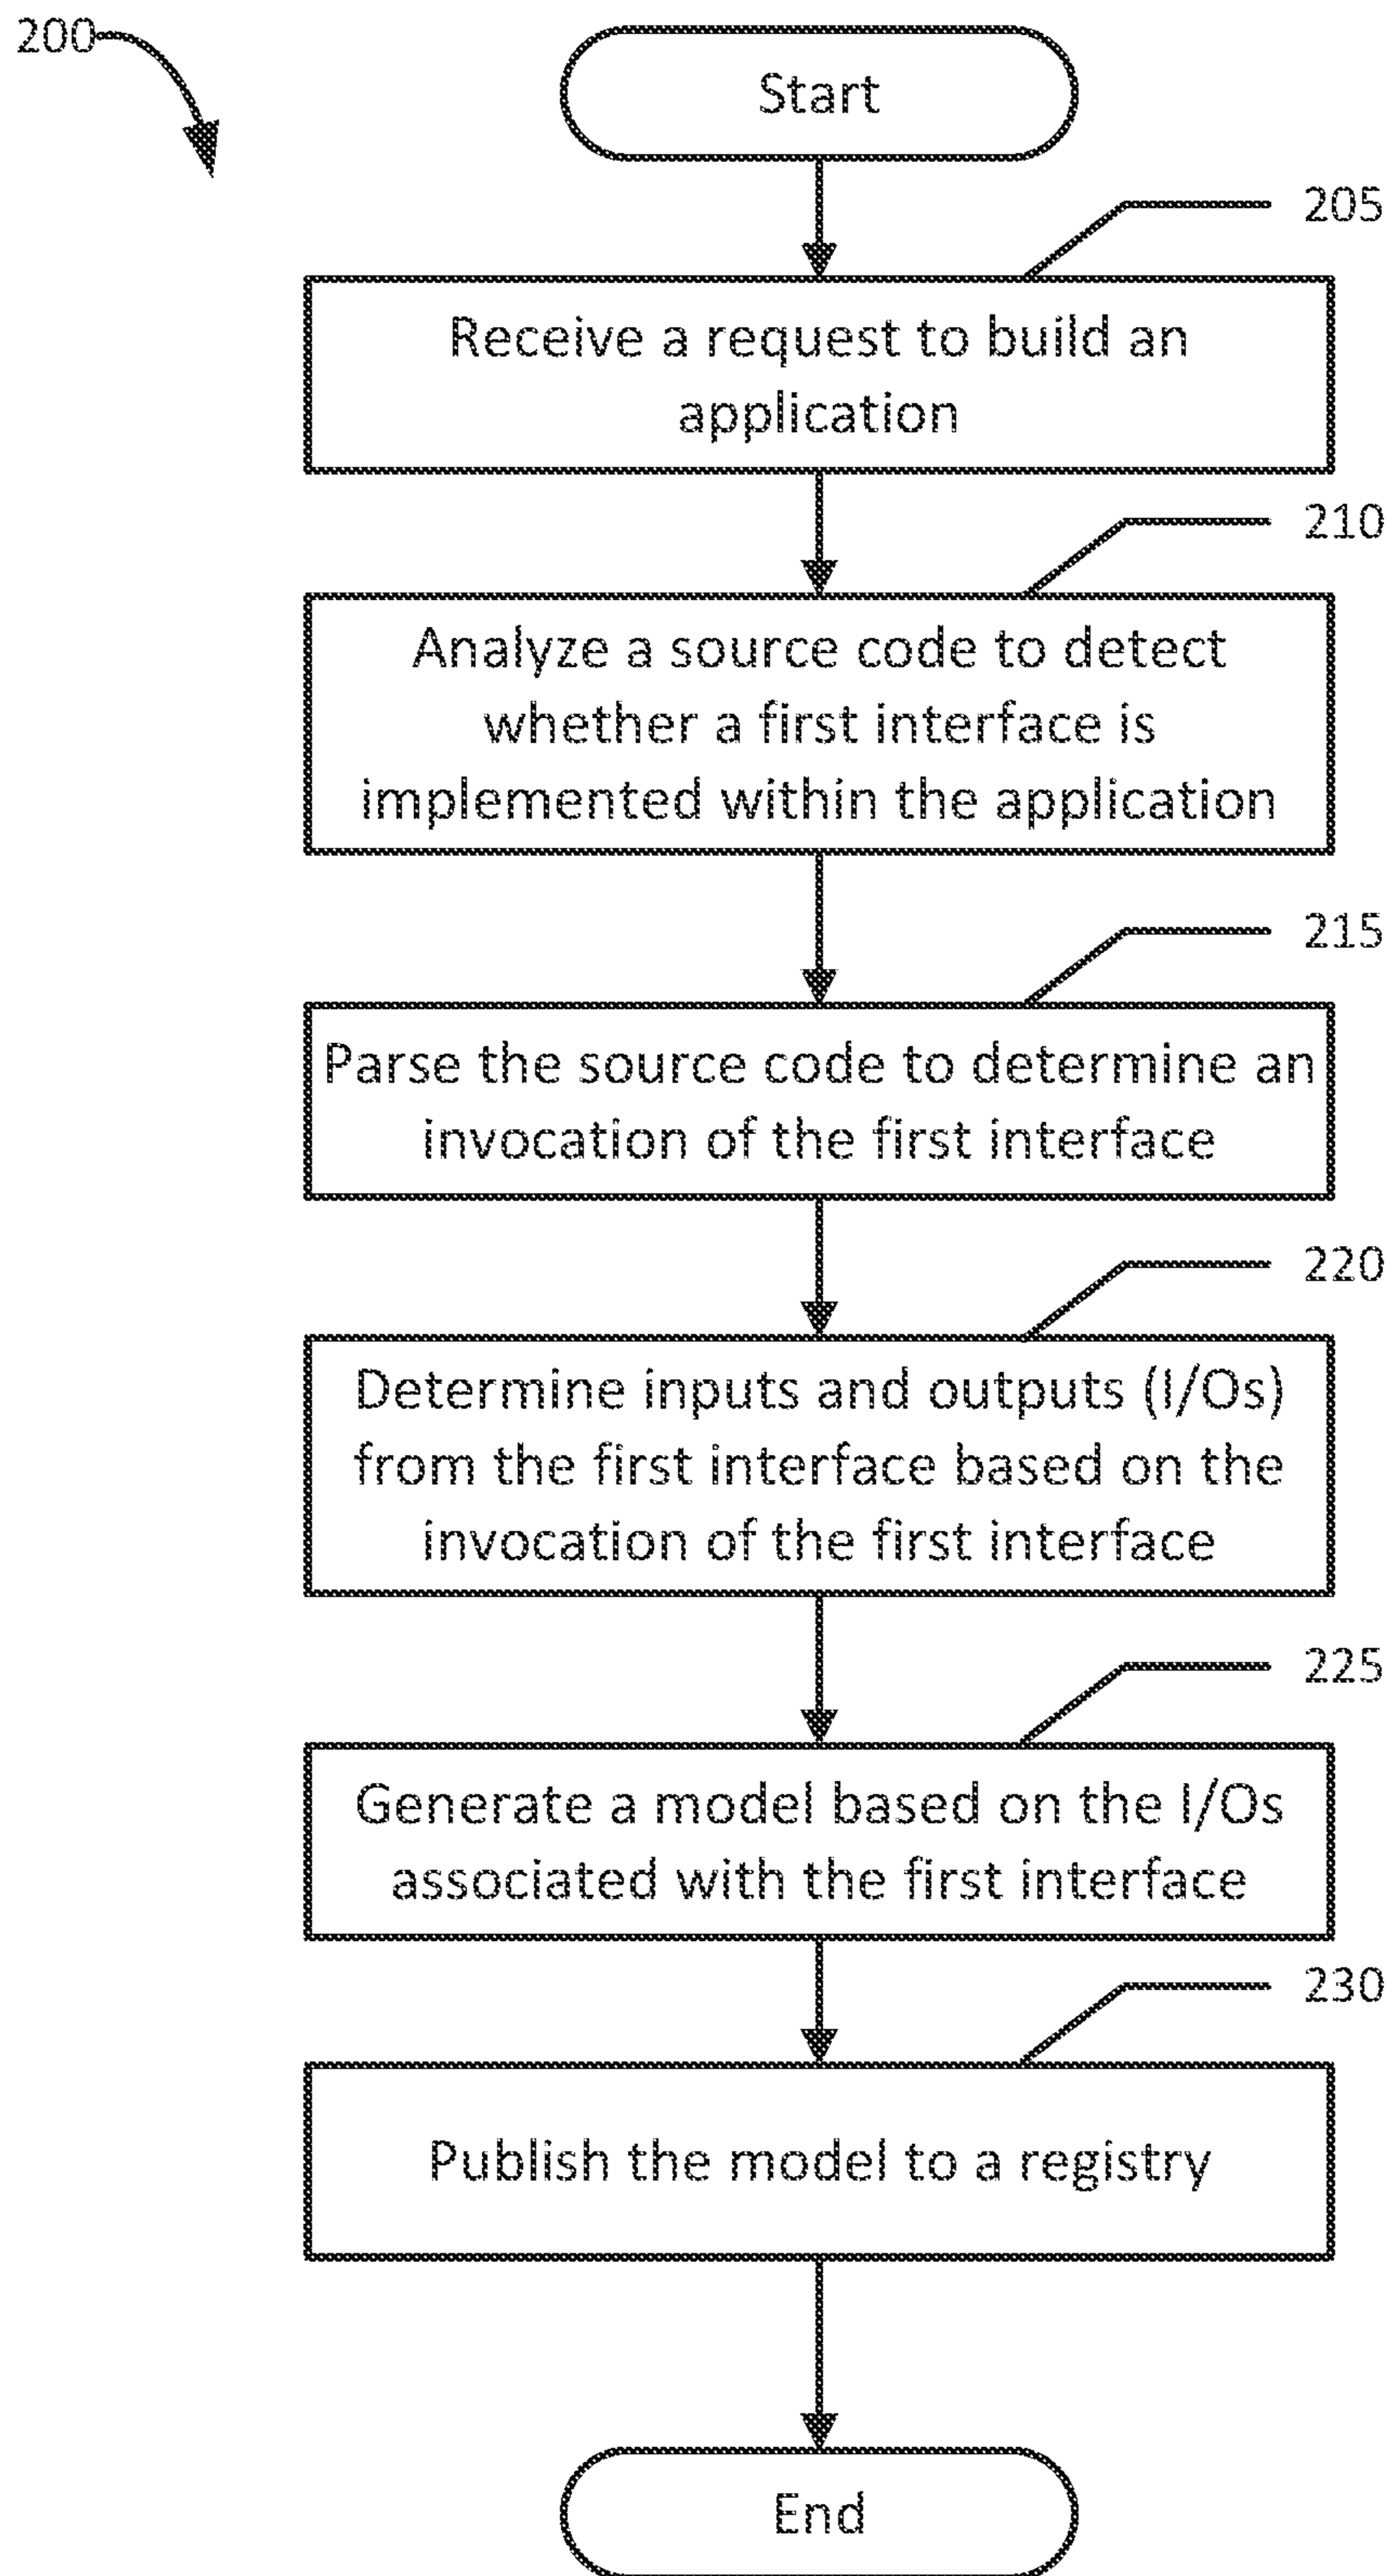 200
Start
205
Receive a request to build an
application
210
Analyze a source code to detect
whether a first interface is
implemented within the application
215
Parse the source code to determine an
invocation of the first interface
220
Determine inputs and outputs (I/Os)
from the first interface based on the
invocation of the first interface
225
Generate a model based on the I/Os
associated with the first interface
230
Publish the model to a registry
End